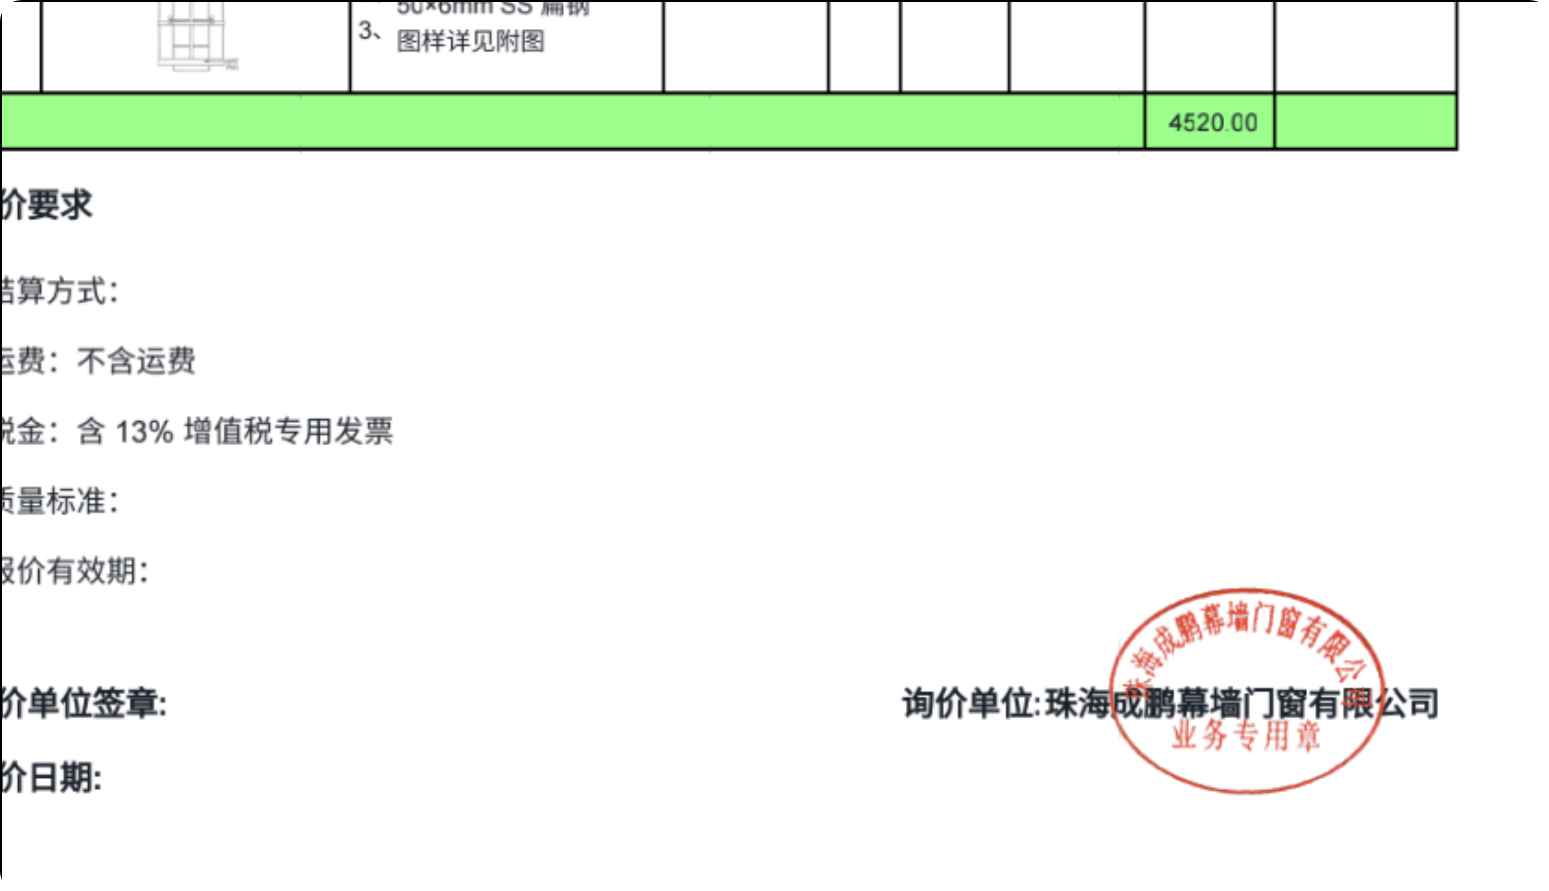 50×6mm SS 扁钢
3、 图样详见附图
4520.00
价要求
结算方式：
运费：不含运费
税金：含 13% 增值税专用发票
质量标准：
报价有效期：
珠海成鹏幕墙门窗有限公司
价单位签章:
询价单位:珠海成鹏幕墙门窗有限公司
业务专用章
价日期: